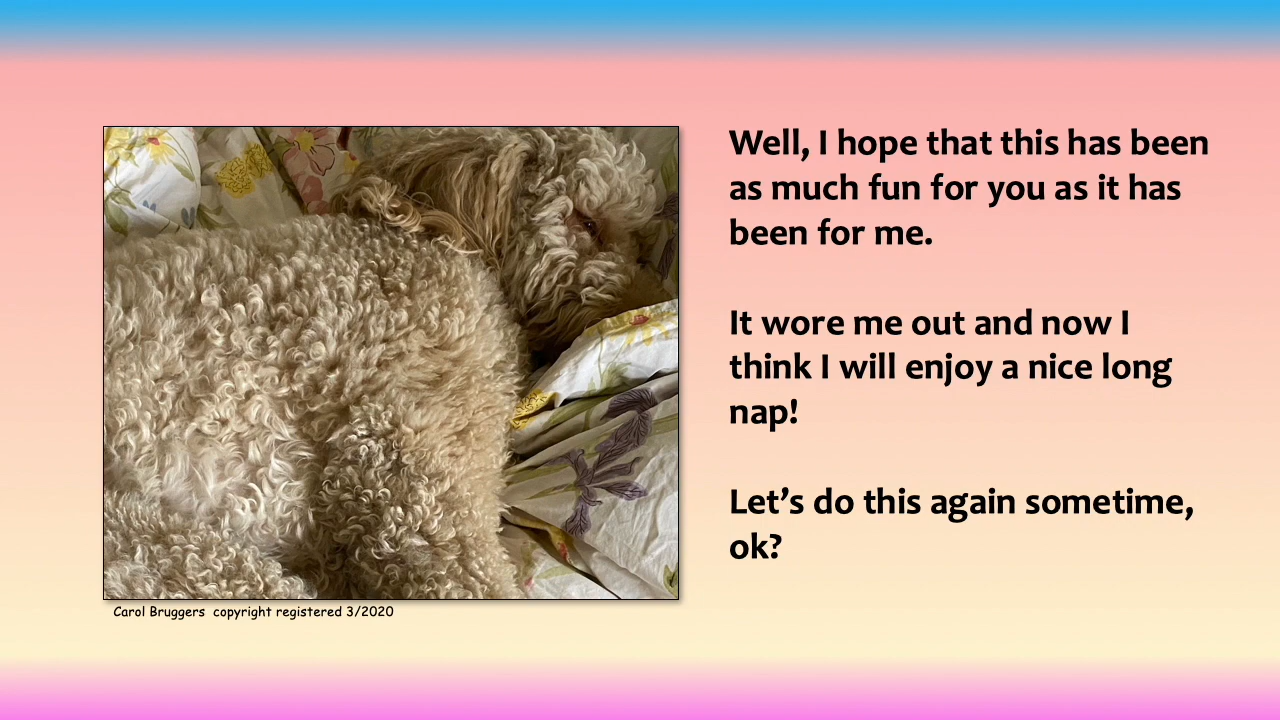 Well, I hope that this has been
as much fun for you as it has
been for me.
It wore me out and now I
think I will enjoy a nice long
nap!
Let’s do this again sometime,
ok?
Carol Bruggers  copyright registered 3/2020